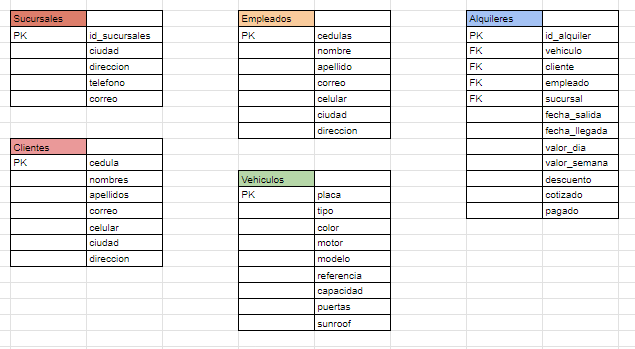 Sucursales
PK id_sucursales
ciudad
direccion
telefono
correo
Clientes
PK cedula
nombres
apellidos
correo
celular
ciudad
direccion
Empleados
PK cedulas
nombre
apellido
correo
celular
ciudad
direccion
Vehiculos
PK placa
tipo
color
motor
modelo
referencia
capacidad
puertas
sunroof
Alquileres
PK id_alquiler
FK vehiculo
FK cliente
FK empleado
FK sucursal
fecha_salida
fecha_llegada
valor_dia
valor_semana
descuento
cotizado
pagado